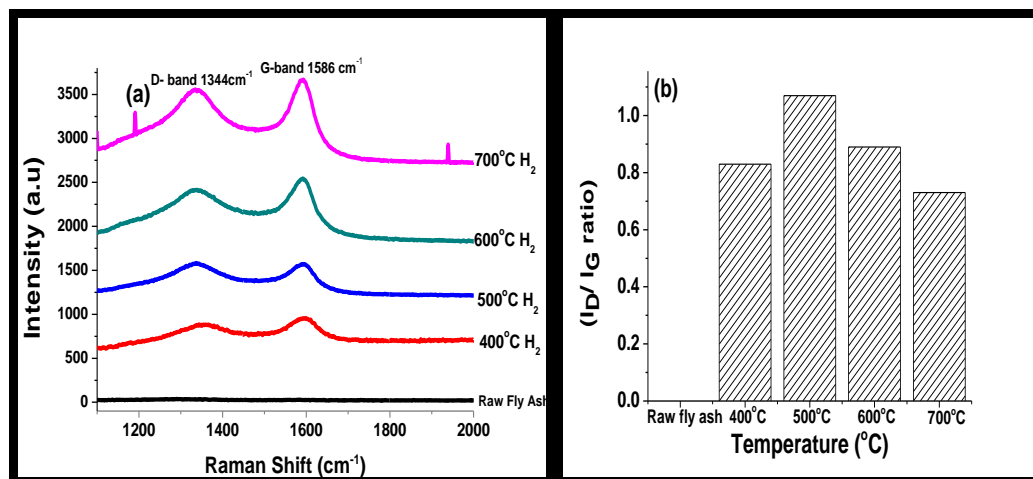 (a)
D- band 1344cm⁻¹
G-band 1586 cm⁻¹
Intensity (a.u)
3500
3000
2500
2000
1500
1000
500
0
700°C H₂
600°C H₂
500°C H₂
400°C H₂
Raw Fly Ash
1200 1400 1600 1800 2000
Raman Shift (cm⁻¹)
(b)
(I_D/ I_G ratio)
1.0
0.8
0.6
0.4
0.2
0.0
Raw fly ash 400°C 500°C 600°C 700°C
Temperature (°C)